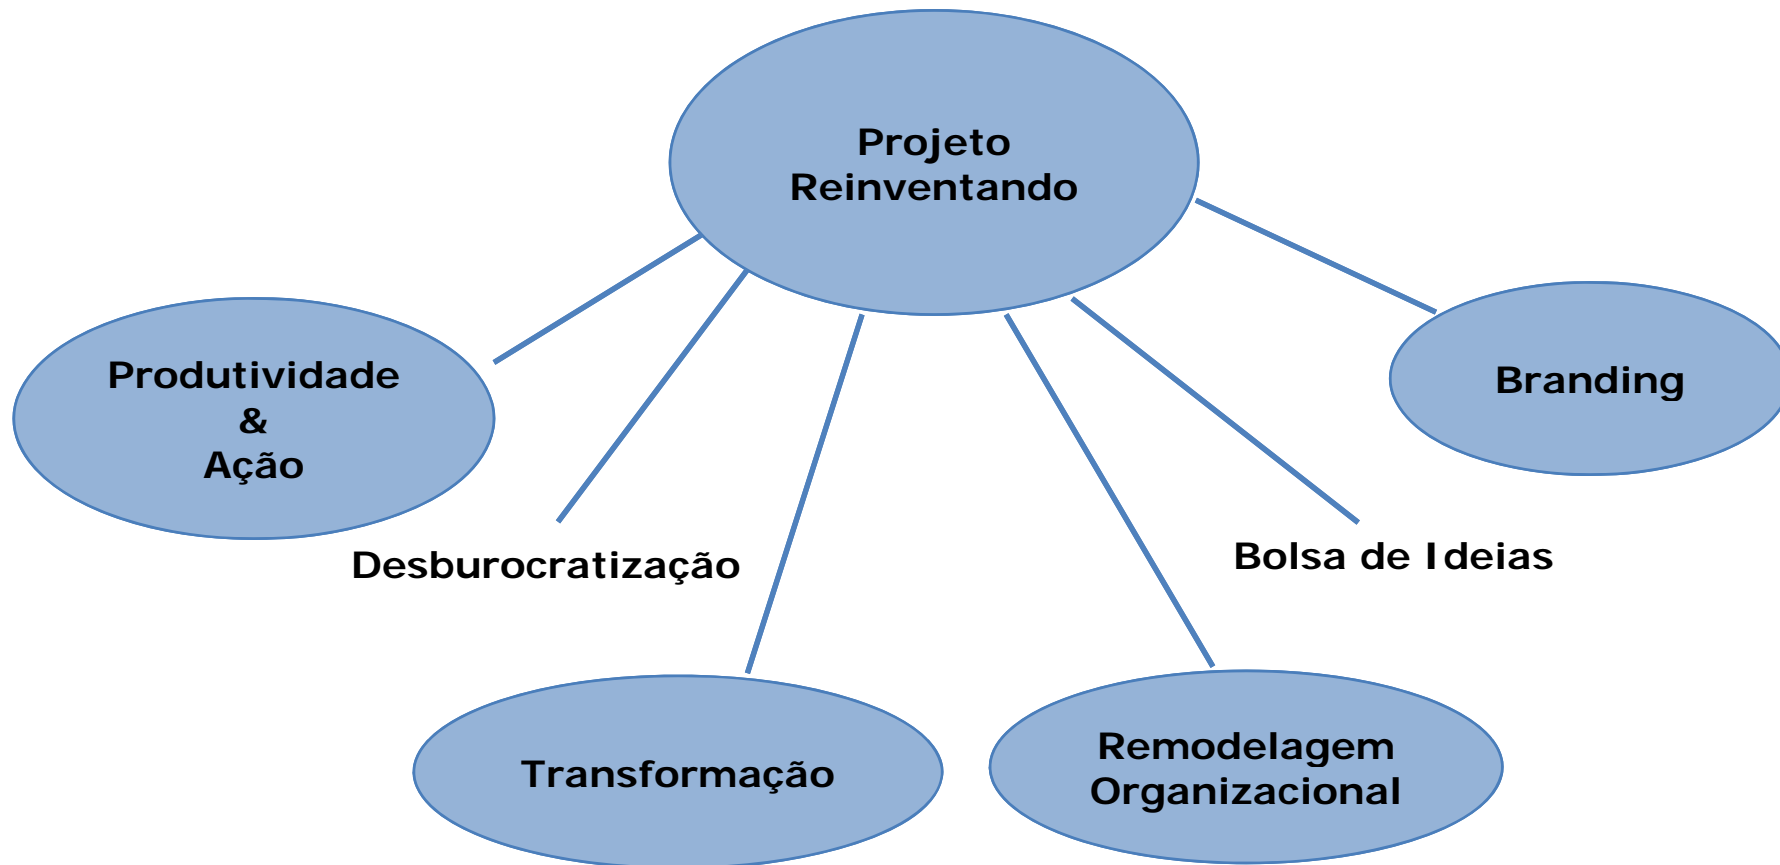 Projeto
Reinventando
Produtividade
&
Ação
Branding
Desburocratização
Bolsa de Ideias
Transformação
Remodelagem
Organizacional